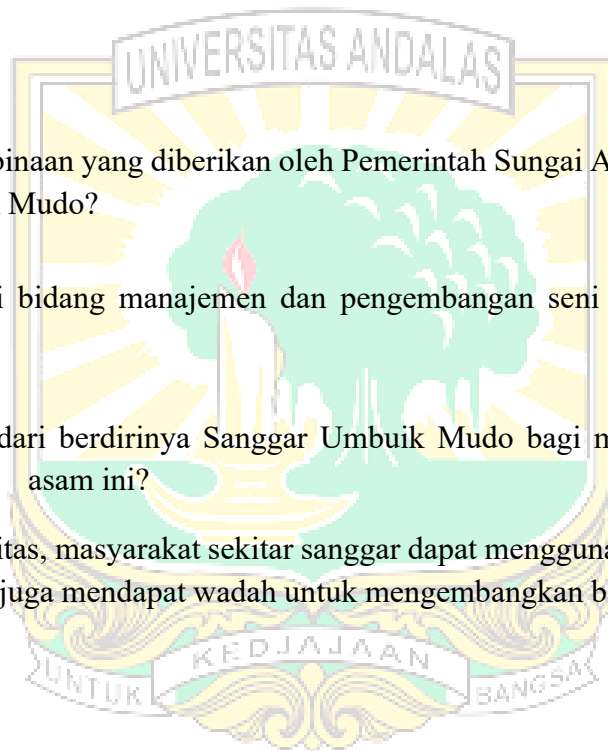 UNIVERSITAS ANDALAS
binaan yang diberikan oleh Pemerintah Sungai A
Mudo?
i bidang manajemen dan pengembangan seni
dari berdirinya Sanggar Umbuik Mudo bagi m
asam ini?
itas, masyarakat sekitar sanggar dapat mengguna
juga mendapat wadah untuk mengembangkan b
UNTUK KEDJAJAAN BANGSA